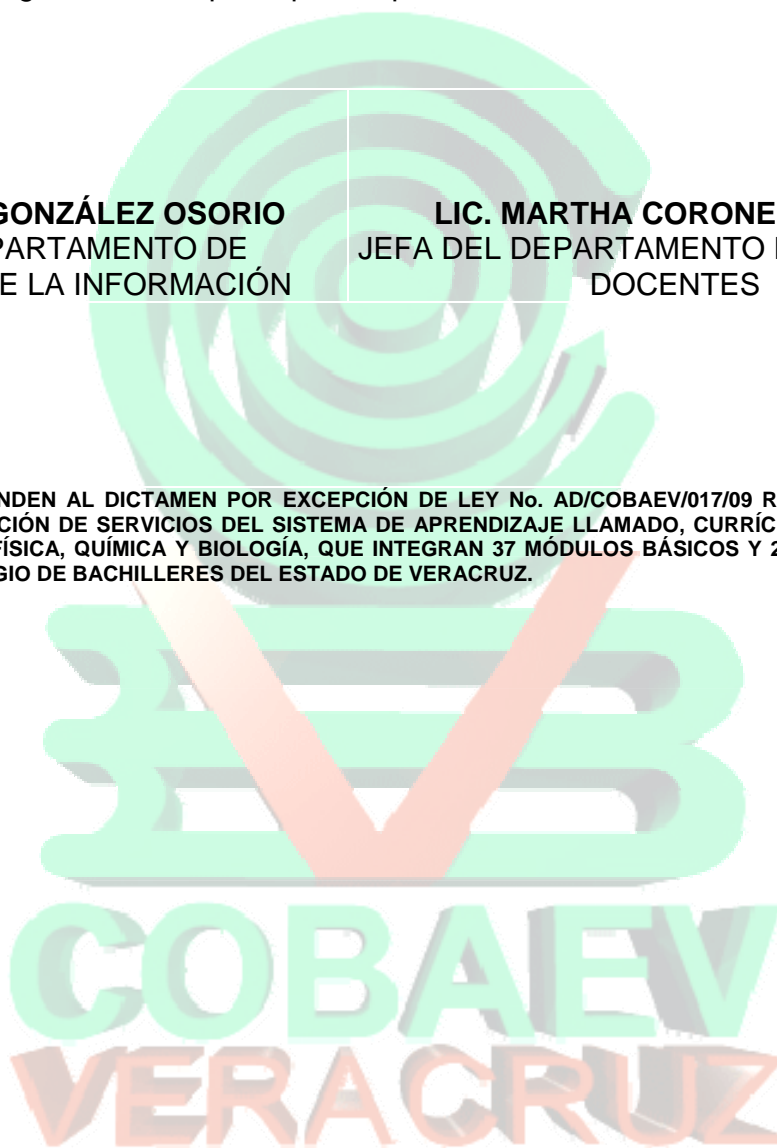 GONZÁLEZ OSORIO
LIC. MARTHA CORONE
PARTAMENTO DE
JEFA DEL DEPARTAMENTO
E LA INFORMACIÓN
DOCENTES
NDEN AL DICTAMEN POR EXCEPCIÓN DE LEY No. AD/COBAEV/017/09 R
CIÓN DE SERVICIOS DEL SISTEMA DE APRENDIZAJE LLAMADO, CURRÍC
FÍSICA, QUÍMICA Y BIOLOGÍA, QUE INTEGRAN 37 MÓDULOS BÁSICOS Y 2
GIO DE BACHILLERES DEL ESTADO DE VERACRUZ.
COBAEV
VERACRUZ